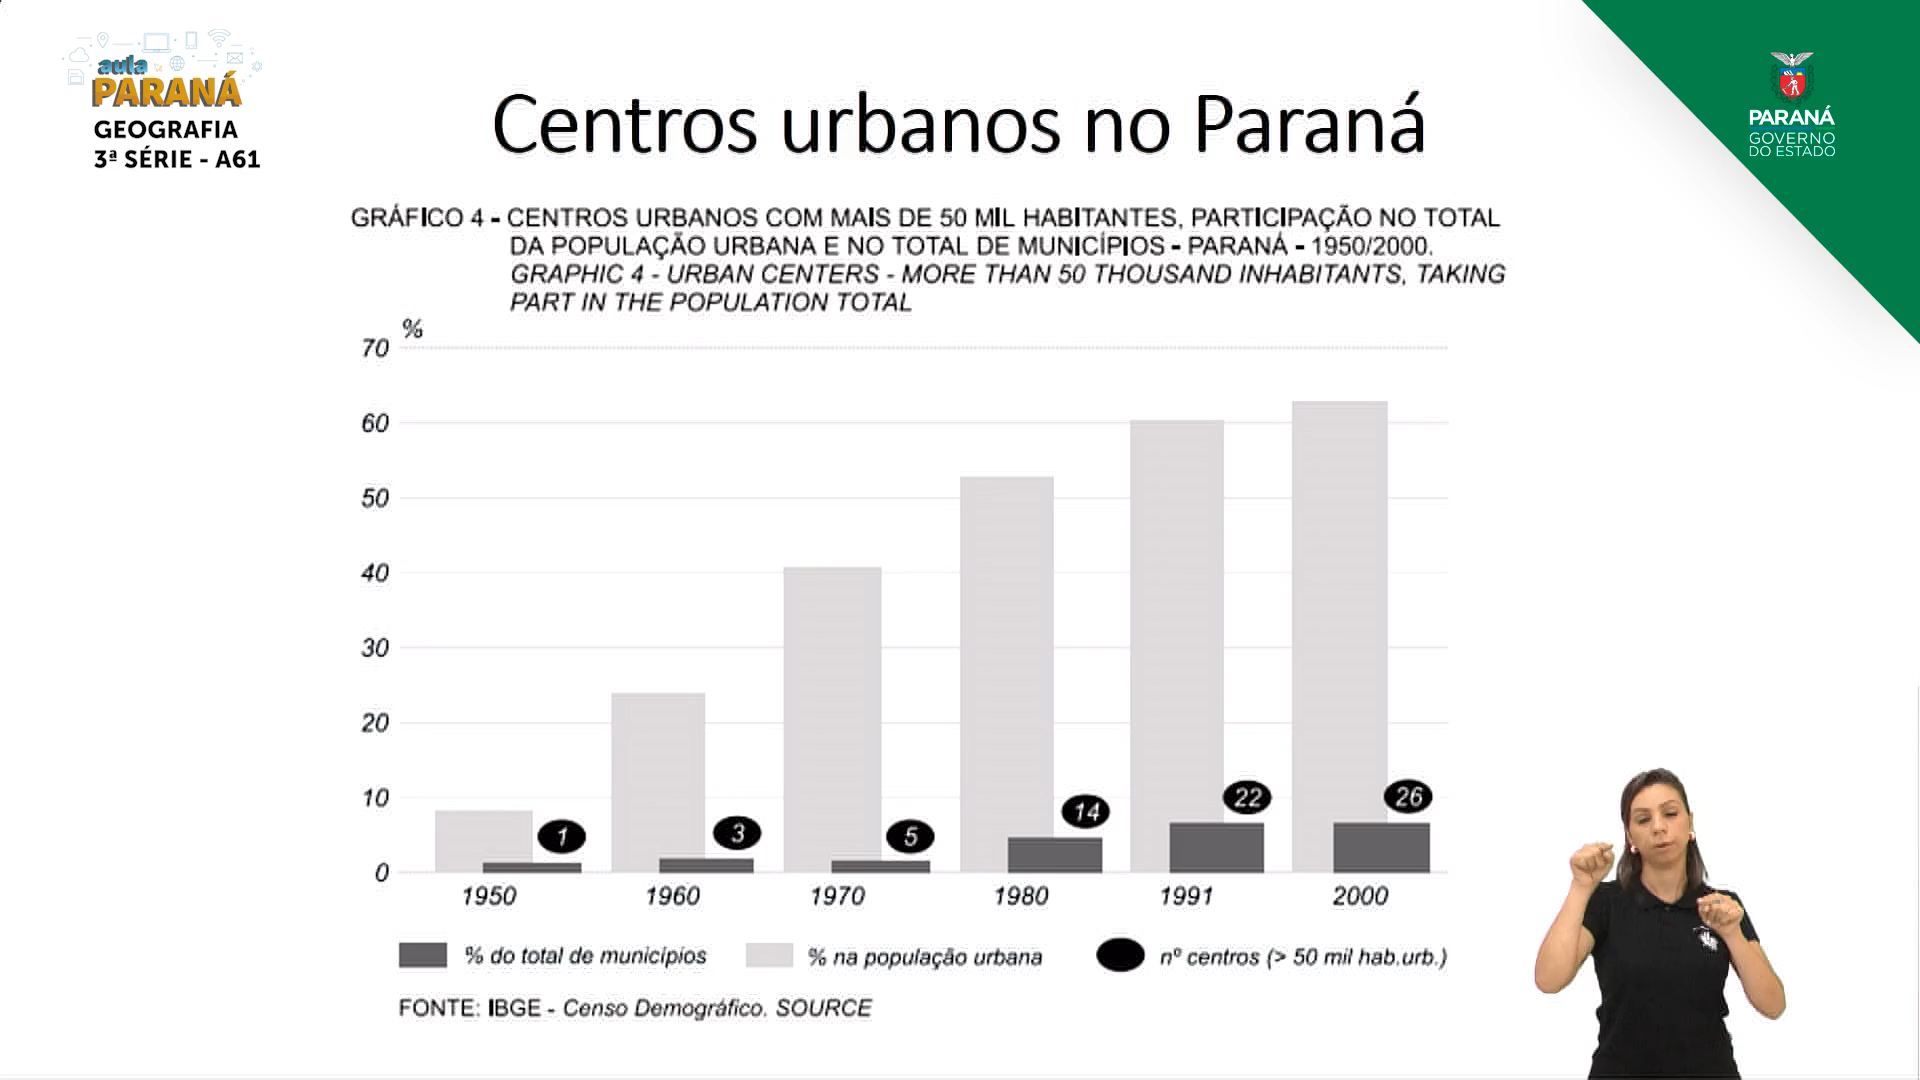 aula
PARANÁ
GEOGRAFIA
3ª SÉRIE - A61
Centros urbanos no Paraná
PARANÁ
GOVERNO
DO ESTADO
GRÁFICO 4 - CENTROS URBANOS COM MAIS DE 50 MIL HABITANTES, PARTICIPAÇÃO NO TOTAL
DA POPULAÇÃO URBANA E NO TOTAL DE MUNICÍPIOS - PARANÁ - 1950/2000.
GRAPHIC 4 - URBAN CENTERS - MORE THAN 50 THOUSAND INHABITANTS, TAKING
PART IN THE POPULATION TOTAL
%
70
60
50
40
30
20
10
0
1
3
5
14
22
26
1950 1960 1970 1980 1991 2000
% do total de municípios % na população urbana nº centros (> 50 mil hab.urb.)
FONTE: IBGE - Censo Demográfico. SOURCE